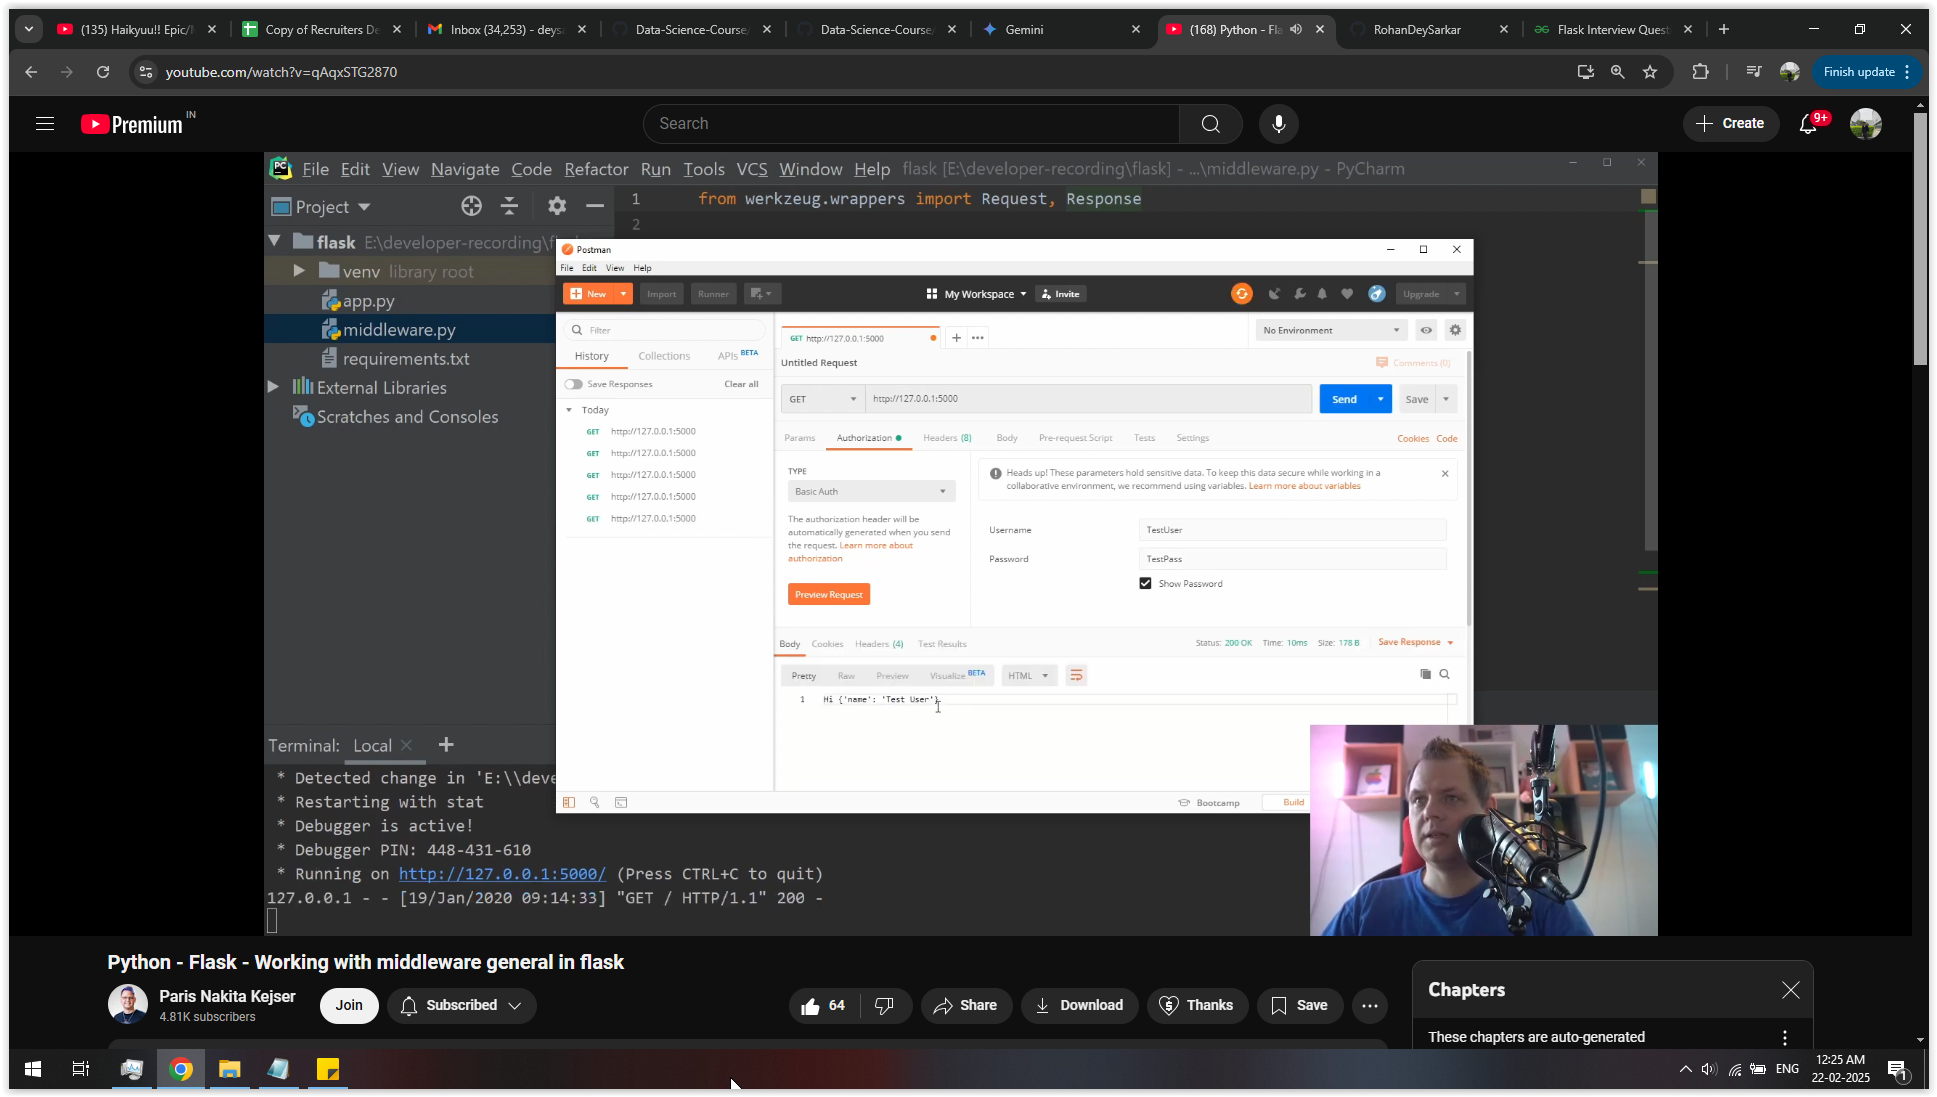 (135) Haikyuu!! Epic/
Copy of Recruiters De
Inbox (34,253) - deys
Data-Science-Course/
Data-Science-Course/
Gemini
(168) Python - Fla
RohanDeySarkar
Flask Interview Quest
youtube.com/watch?v=qAqxSTG2870
Finish update
Premium IN
Search
Create
9+
PC
File Edit View Navigate Code Refactor Run Tools VCS Window Help flask [E:\developer-recording\flask] - ...\middleware.py - PyCharm
Project
1 from werkzeug.wrappers import Request, Response
2
flask E:\developer-recording\fl
venv library root
app.py
middleware.py
requirements.txt
External Libraries
Scratches and Consoles
Postman
File Edit View Help
New Import Runner My Workspace Invite Upgrade
Filter
History Collections APIs BETA
Save Responses Clear all
Today
GET http://127.0.0.1:5000
GET http://127.0.0.1:5000
GET http://127.0.0.1:5000
GET http://127.0.0.1:5000
GET http://127.0.0.1:5000
GET http://127.0.0.1:5000
No Environment
Untitled Request
Comments (0)
GET http://127.0.0.1:5000 Send Save
Params Authorization Headers (8) Body Pre-request Script Tests Settings Cookies Code
TYPE
Basic Auth
The authorization header will be
automatically generated when you send
the request. Learn more about
authorization
Preview Request
Heads up! These parameters hold sensitive data. To keep this data secure while working in a
collaborative environment, we recommend using variables. Learn more about variables
Username TestUser
Password TestPass
Show Password
Body Cookies Headers (4) Test Results Status: 200 OK Time: 10ms Size: 178 B Save Response
Pretty Raw Preview Visualize BETA HTML
1 Hi {'name': 'Test User'}
Bootcamp Build
Terminal: Local
* Detected change in 'E:\\deve
* Restarting with stat
* Debugger is active!
* Debugger PIN: 448-431-610
* Running on http://127.0.0.1:5000/ (Press CTRL+C to quit)
127.0.0.1 - - [19/Jan/2020 09:14:33] "GET / HTTP/1.1" 200 -
Python - Flask - Working with middleware general in flask
Paris Nakita Kejser
4.81K subscribers
Join
Subscribed
64
Share
Download
Thanks
Save
Chapters
These chapters are auto-generated
ENG
12:25 AM
22-02-2025
1